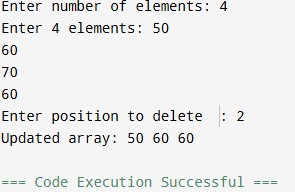 Enter number of elements: 4
Enter 4 elements: 50
60
70
60
Enter position to delete  : 2
Updated array: 50 60 60
=== Code Execution Successful ===